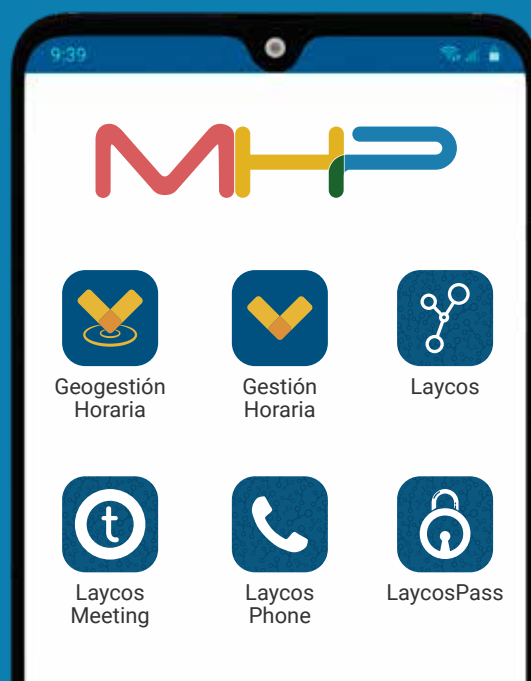 9:39
MHP
Geogestión
Horaria
Gestión
Horaria
Laycos
t
Laycos
Meeting
Laycos
Phone
LaycosPass